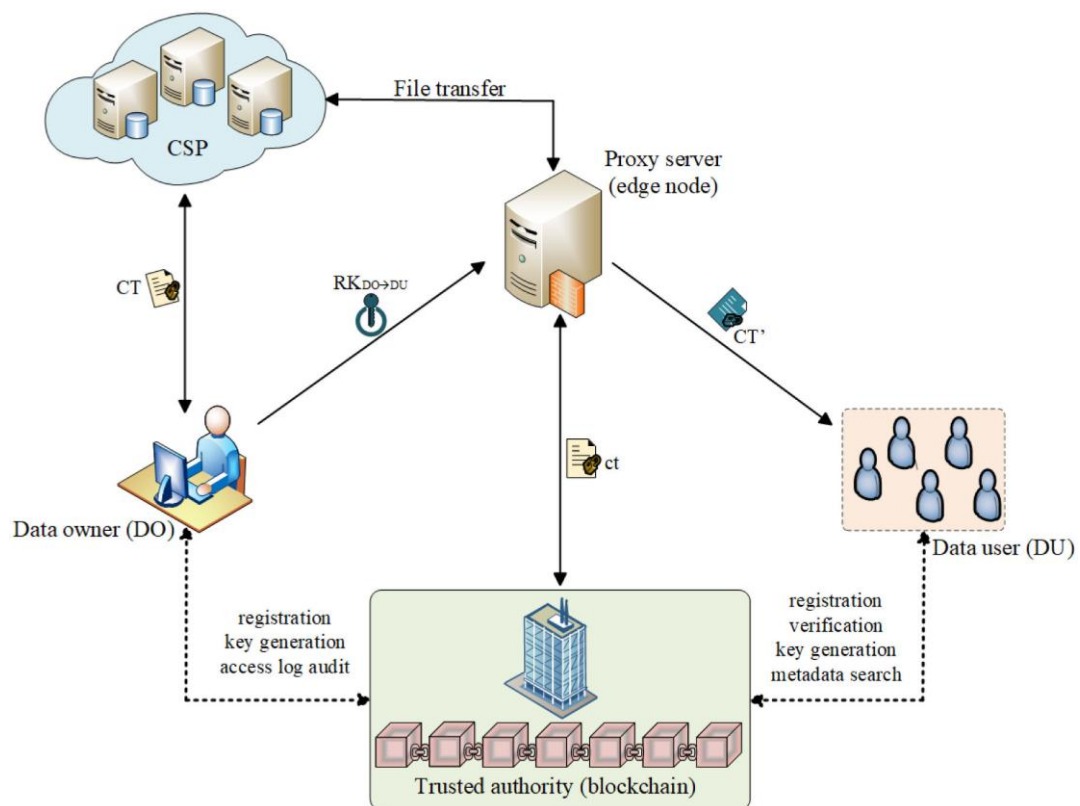 File transfer
CSP
Proxy server
(edge node)
CT
RKDO→DU
CT’
ct
Data owner (DO)
Data user (DU)
registration
key generation
access log audit
registration
verification
key generation
metadata search
Trusted authority (blockchain)